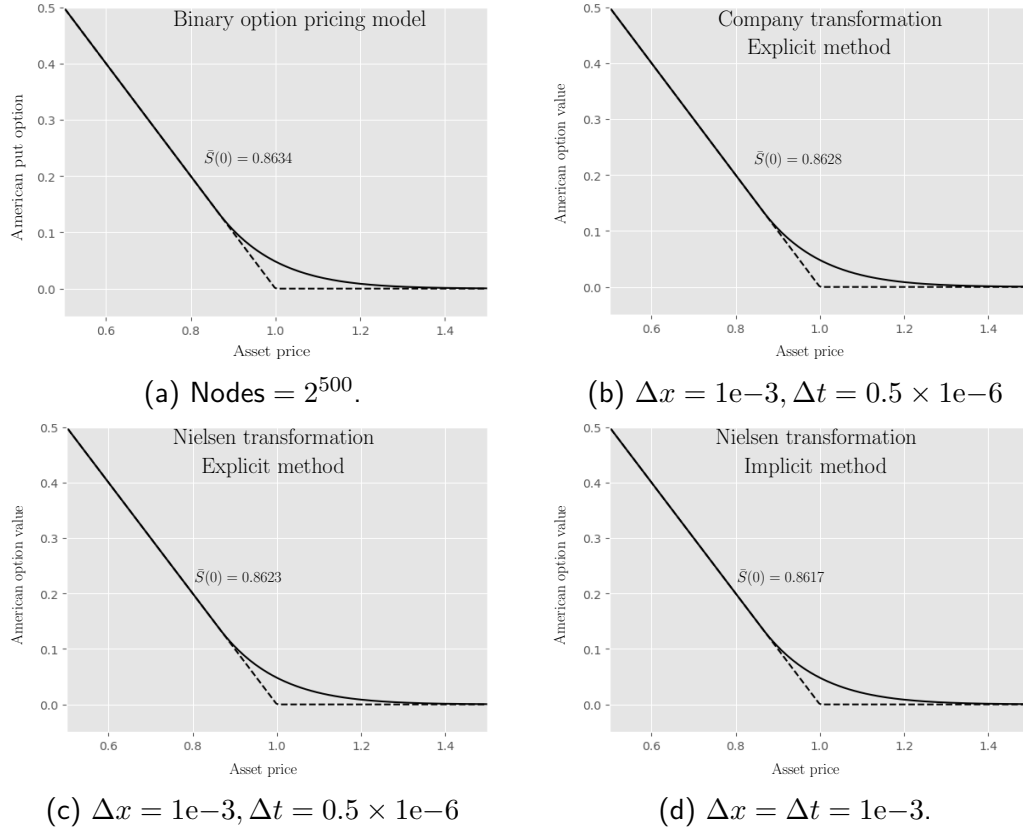 Binary option pricing model
0.5
0.4
0.3
0.2
0.1
0.0
American put option
S̄(0) = 0.8634
0.6 0.8 1.0 1.2 1.4
Asset price
(a) Nodes = 2^500.
Company transformation
Explicit method
0.5
0.4
0.3
0.2
0.1
0.0
American option value
S̄(0) = 0.8628
0.6 0.8 1.0 1.2 1.4
Asset price
(b) Δx = 1e−3, Δt = 0.5 × 1e−6
Nielsen transformation
Explicit method
0.5
0.4
0.3
0.2
0.1
0.0
American option value
S̄(0) = 0.8623
0.6 0.8 1.0 1.2 1.4
Asset price
(c) Δx = 1e−3, Δt = 0.5 × 1e−6
Nielsen transformation
Implicit method
0.5
0.4
0.3
0.2
0.1
0.0
American option value
S̄(0) = 0.8617
0.6 0.8 1.0 1.2 1.4
Asset price
(d) Δx = Δt = 1e−3.